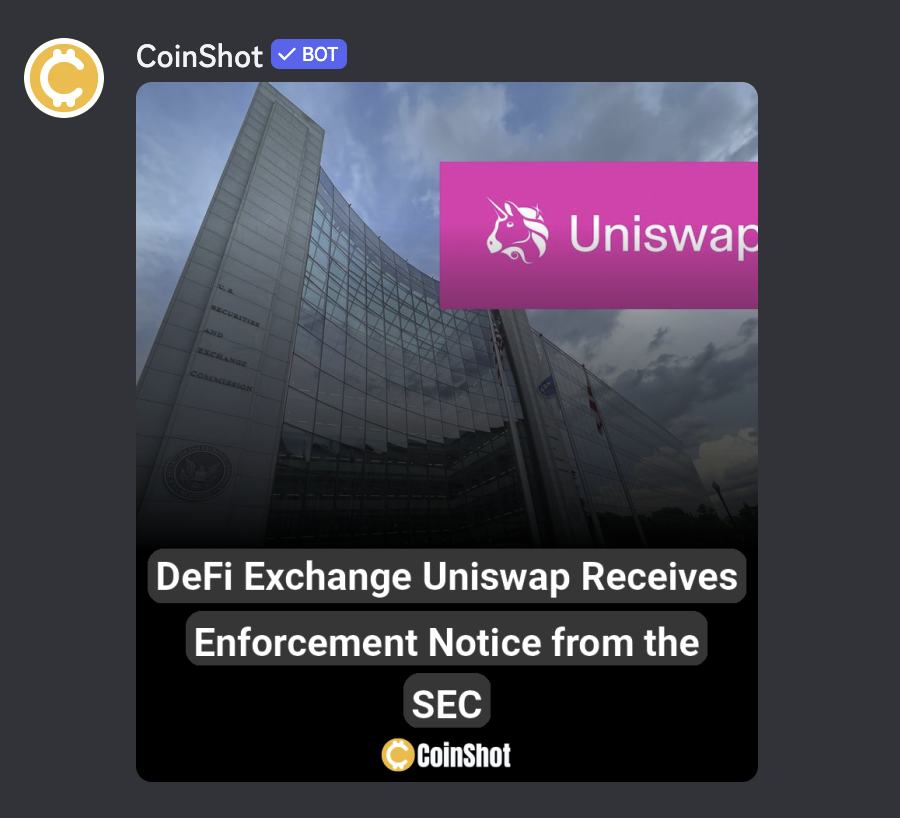 CoinShot BOT
Uniswap
U.S.
SECURITIES
AND
EXCHANGE
COMMISSION
DeFi Exchange Uniswap Receives
Enforcement Notice from the
SEC
CoinShot